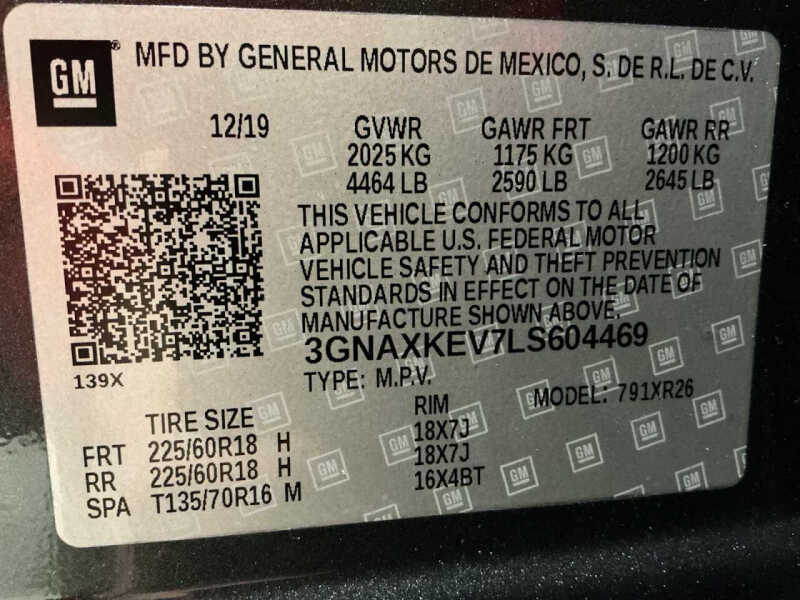 GM ® MFD BY GENERAL MOTORS DE MEXICO, S. DE R.L. DE C.V.
12/19 GVWR GAWR FRT GAWR RR
2025 KG 1175 KG 1200 KG
4464 LB 2590 LB 2645 LB
THIS VEHICLE CONFORMS TO ALL
APPLICABLE U.S. FEDERAL MOTOR
VEHICLE SAFETY AND THEFT PREVENTION
STANDARDS IN EFFECT ON THE DATE OF
MANUFACTURE SHOWN ABOVE.
3GNAXKEV7LS604469
139X
TYPE: M.P.V. MODEL: 791XR26
TIRE SIZE RIM
FRT 225/60R18 H 18X7J
RR 225/60R18 H 18X7J
SPA T135/70R16 M 16X4BT